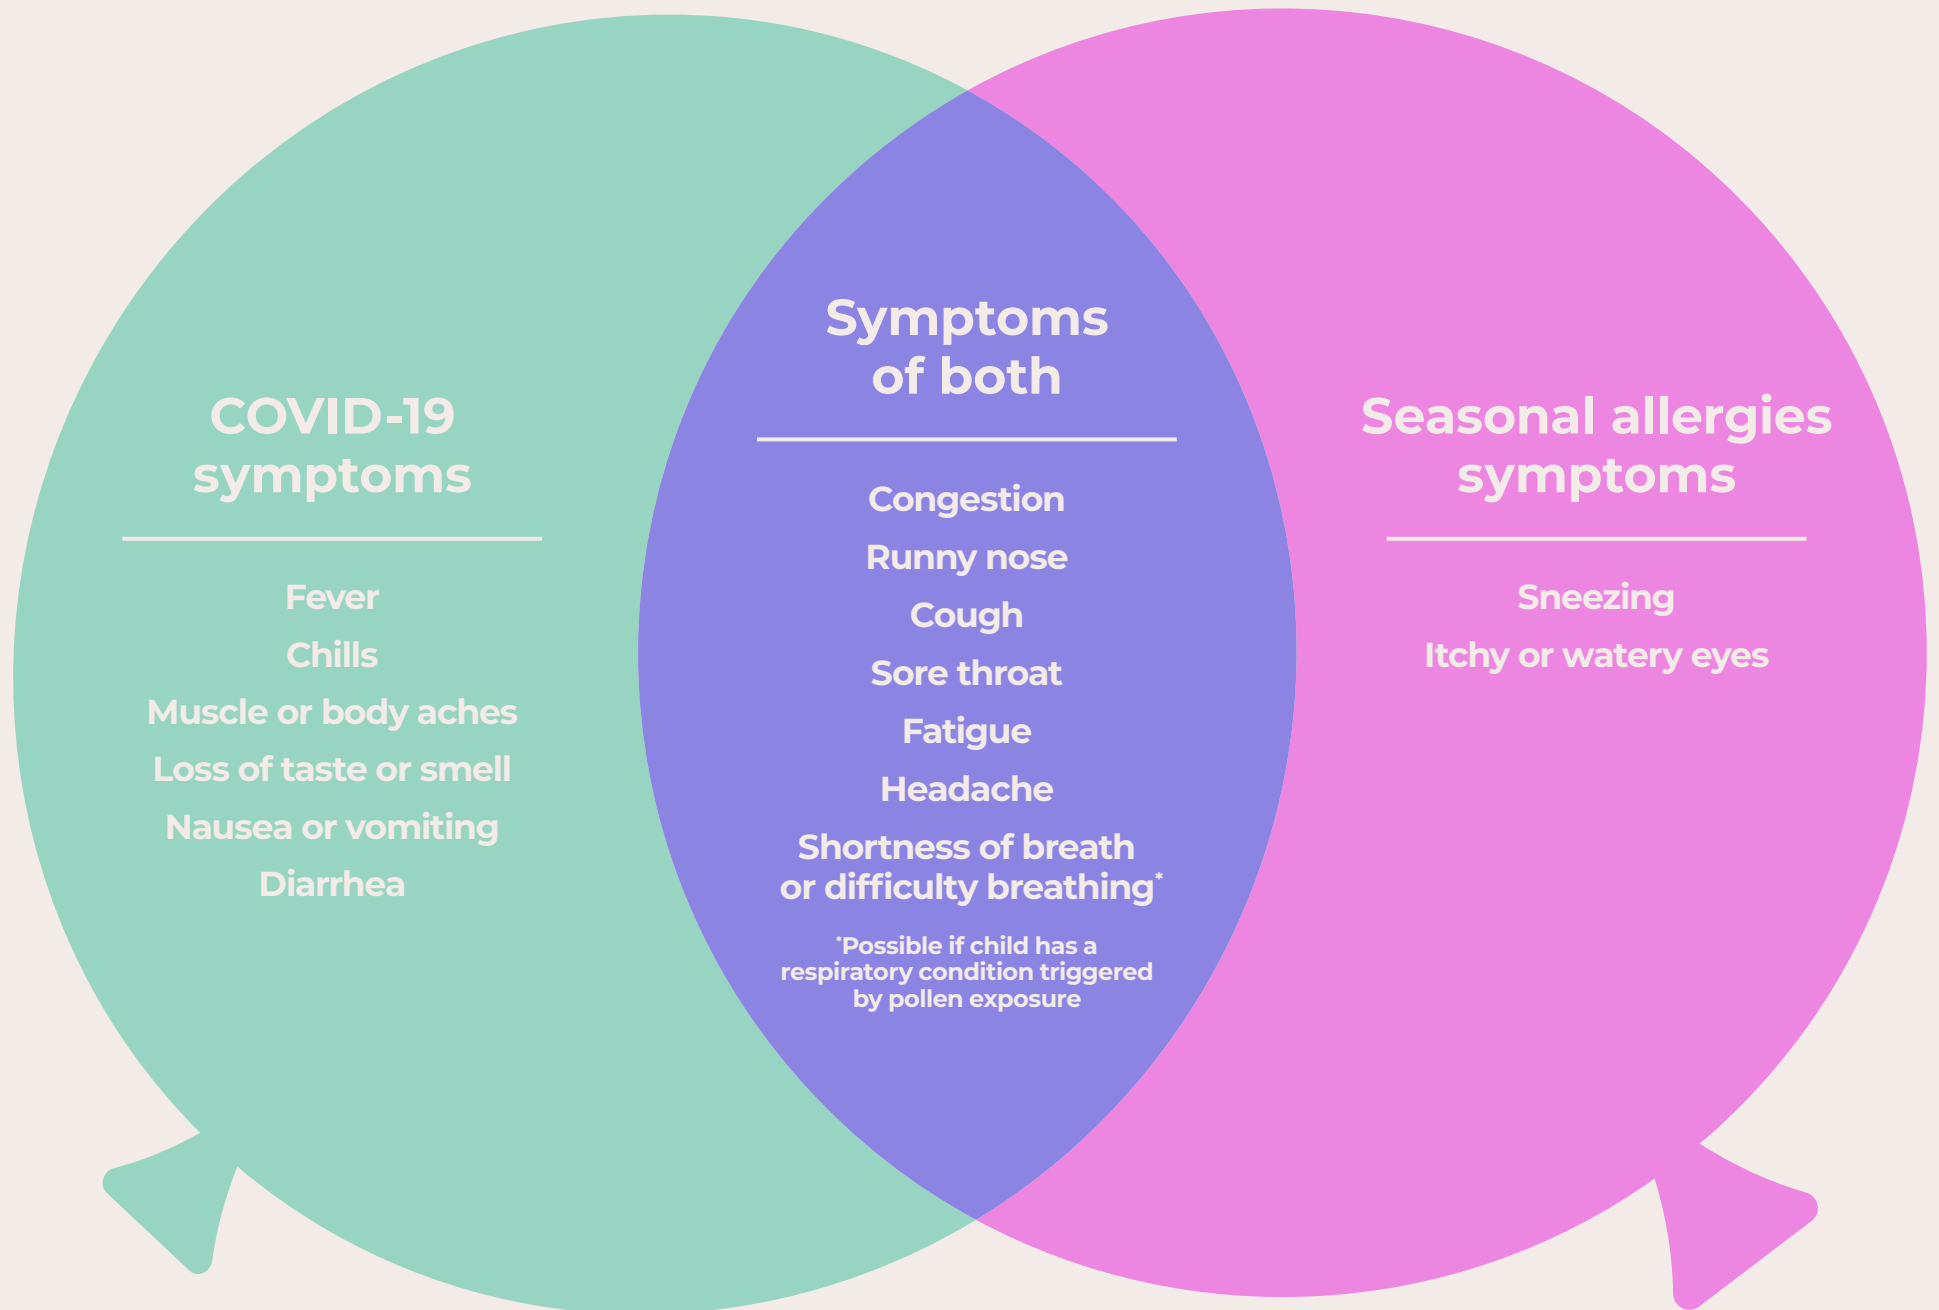 COVID-19
symptoms
Fever
Chills
Muscle or body aches
Loss of taste or smell
Nausea or vomiting
Diarrhea
Symptoms
of both
Congestion
Runny nose
Cough
Sore throat
Fatigue
Headache
Shortness of breath
or difficulty breathing*
*Possible if child has a
respiratory condition triggered
by pollen exposure
Seasonal allergies
symptoms
Sneezing
Itchy or watery eyes